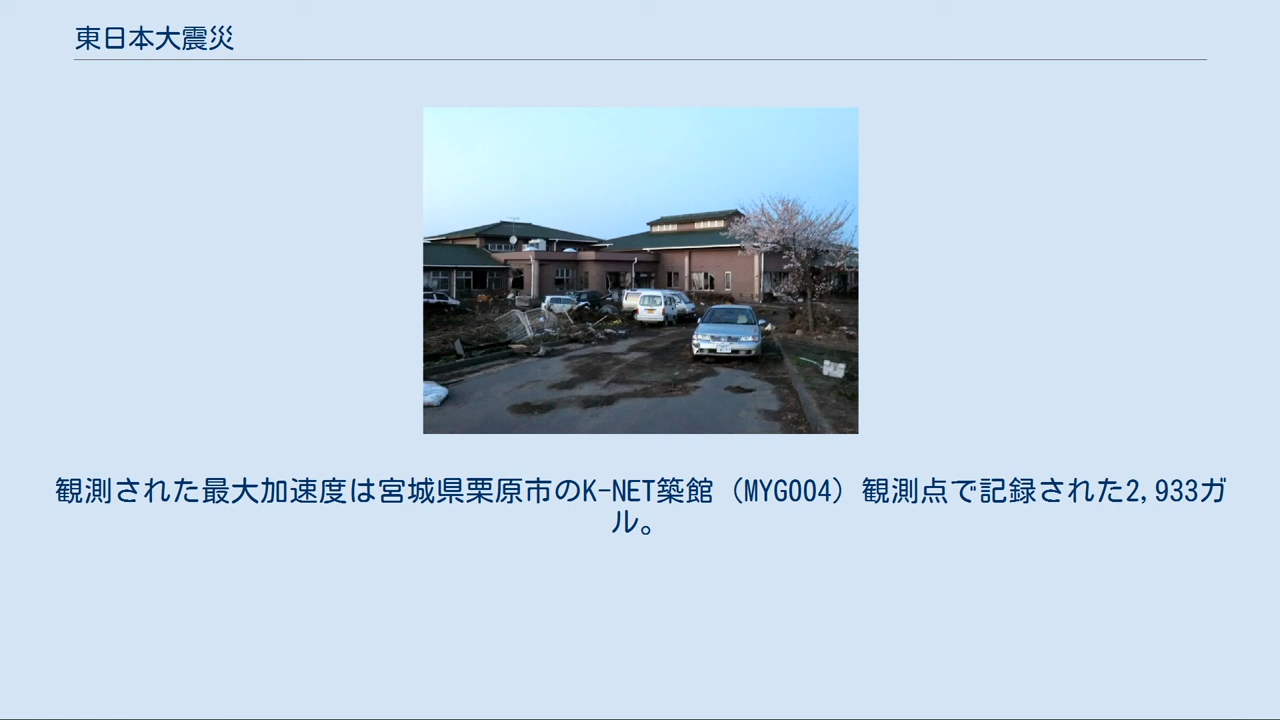 東日本大震災
観測された最大加速度は宮城県栗原市のK-NET築館（MYG004）観測点で記録された2,933ガ
ル。